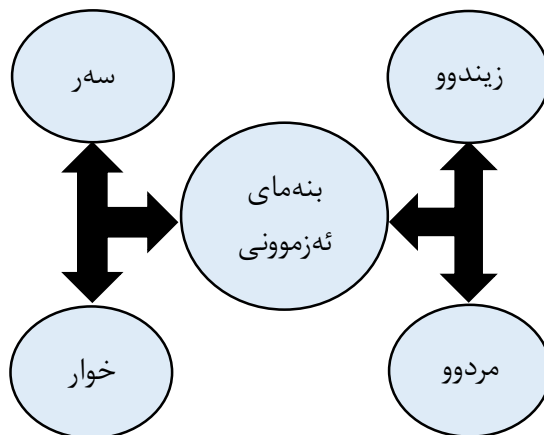 زیندوو
سەر
بنەمای
ئەزموونی
مردوو
خوار